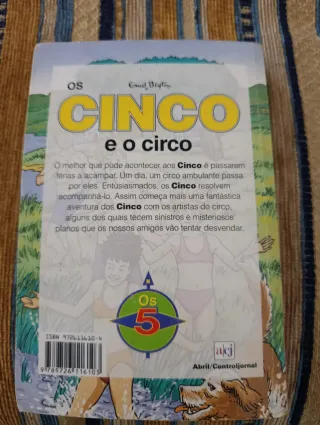 OS
Enid Blyton
CINCO
e o circo
O melhor que pode acontecer aos Cinco é passarem
férias a acampar. Um dia, um circo ambulante passa
por eles. Entusiasmados, os Cinco resolvem
acompanhá-lo. Assim começa mais uma fantástica
aventura dos Cinco com os artistas do circo,
alguns dos quais tecem sinistros e misteriosos
planos que os nossos amigos vão tentar desvendar.
Os
5
acj
Abril/Controljornal